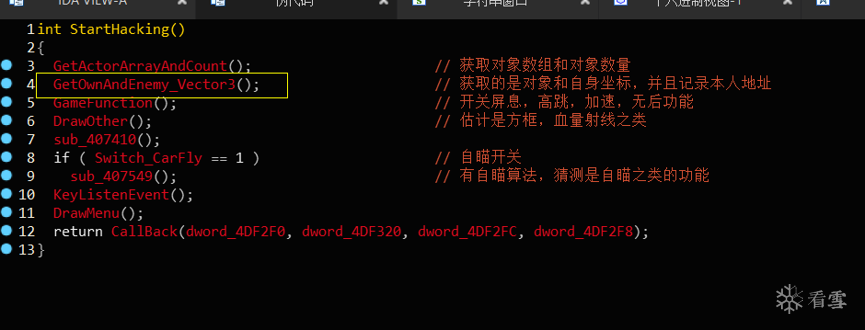 IDA VIEW-A 伪代码 字符串窗口 十六进制视图-1
1 int StartHacking()
2 {
3 GetActorArrayAndCount(); // 获取对象数组和对象数量
4 GetOwnAndEnemy_Vector3(); // 获取的是对象和自身坐标，并且记录本人地址
5 GameFunction(); // 开关屏息，高跳，加速，无后功能
6 DrawOther(); // 估计是方框，血量射线之类
7 sub_407410();
8 if ( Switch_CarFly == 1 ) // 自瞄开关
9 sub_407549(); // 有自瞄算法，猜测是自瞄之类的功能
10 KeyListenEvent();
11 DrawMenu();
12 return CallBack(dword_4DF2F0, dword_4DF320, dword_4DF2FC, dword_4DF2F8);
13 }
看雪